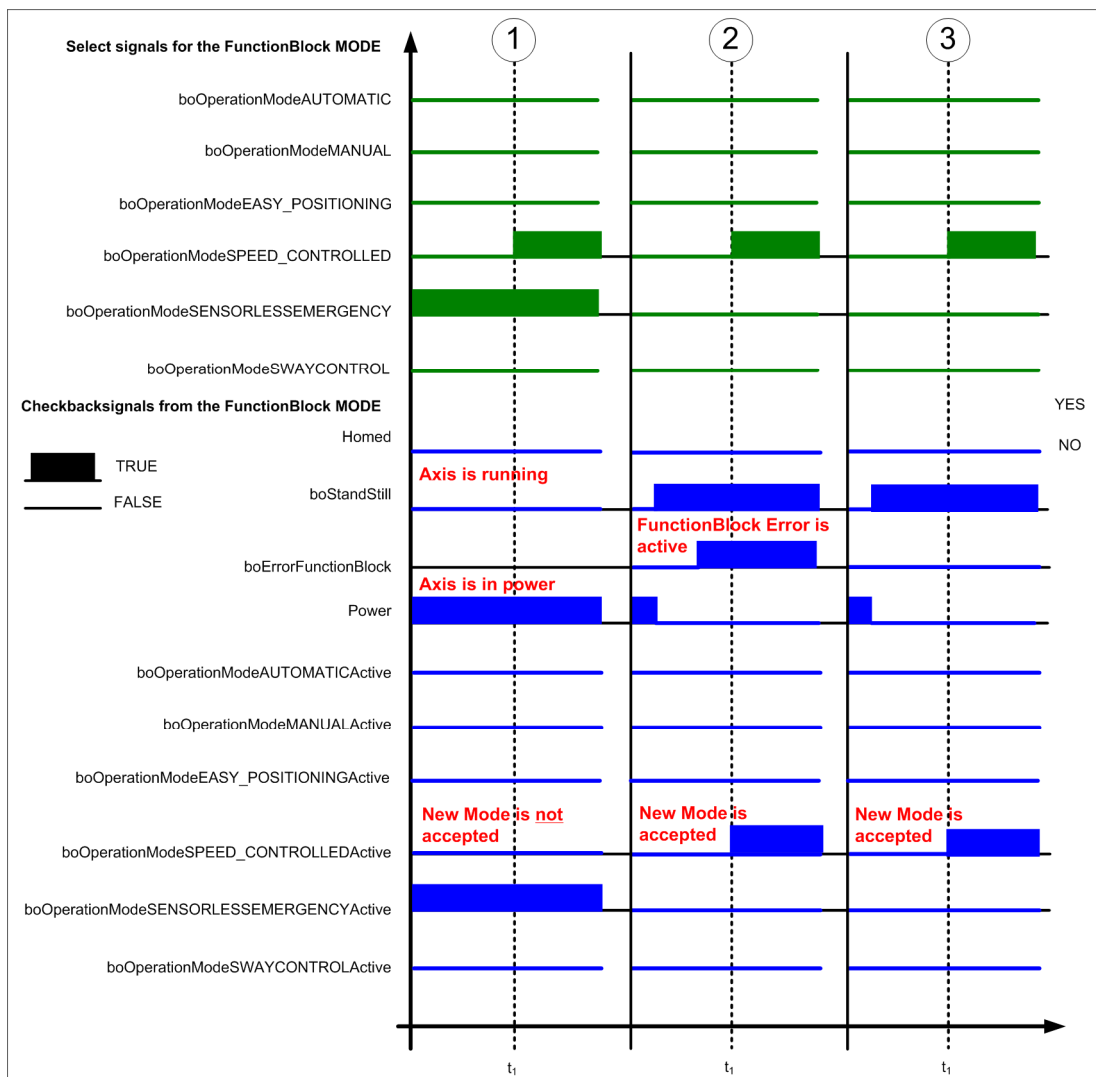 Select signals for the FunctionBlock MODE
1
2
3
boOperationModeAUTOMATIC
boOperationModeMANUAL
boOperationModeEASY_POSITIONING
boOperationModeSPEED_CONTROLLED
boOperationModeSENSORLESSEMERGENCY
boOperationModeSWAYCONTROL
Checkbacksignals from the FunctionBlock MODE
YES
Homed
NO
TRUE
FALSE
Axis is running
boStandStill
FunctionBlock Error is
active
boErrorFunctionBlock
Axis is in power
Power
boOperationModeAUTOMATICActive
boOperationModeMANUALActive
boOperationModeEASY_POSITIONINGActive
New Mode is not
accepted
New Mode is
accepted
New Mode is
accepted
boOperationModeSPEED_CONTROLLEDActive
boOperationModeSENSORLESSEMERGENCYActive
boOperationModeSWAYCONTROLActive
t₁
t₁
t₁